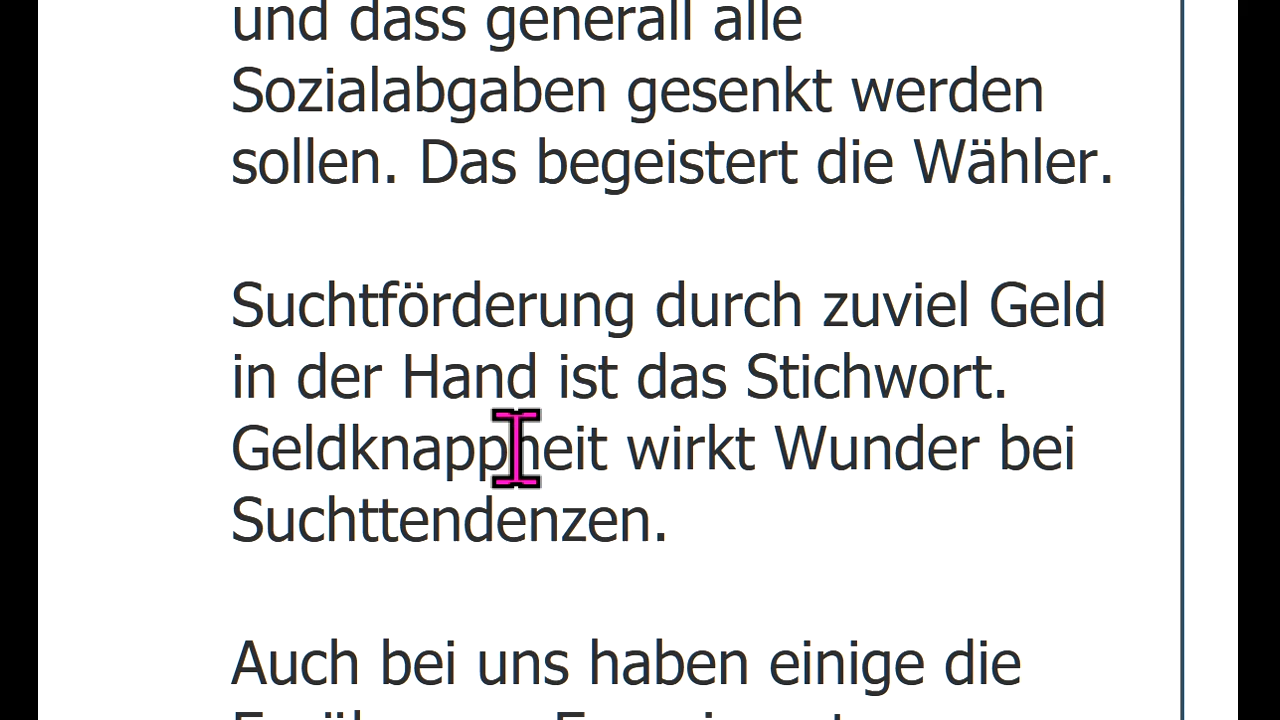 und dass generall alle
Sozialabgaben gesenkt werden
sollen. Das begeistert die Wähler.
Suchtförderung durch zuviel Geld
in der Hand ist das Stichwort.
Geldknappheit wirkt Wunder bei
Suchttendenzen.
Auch bei uns haben einige die